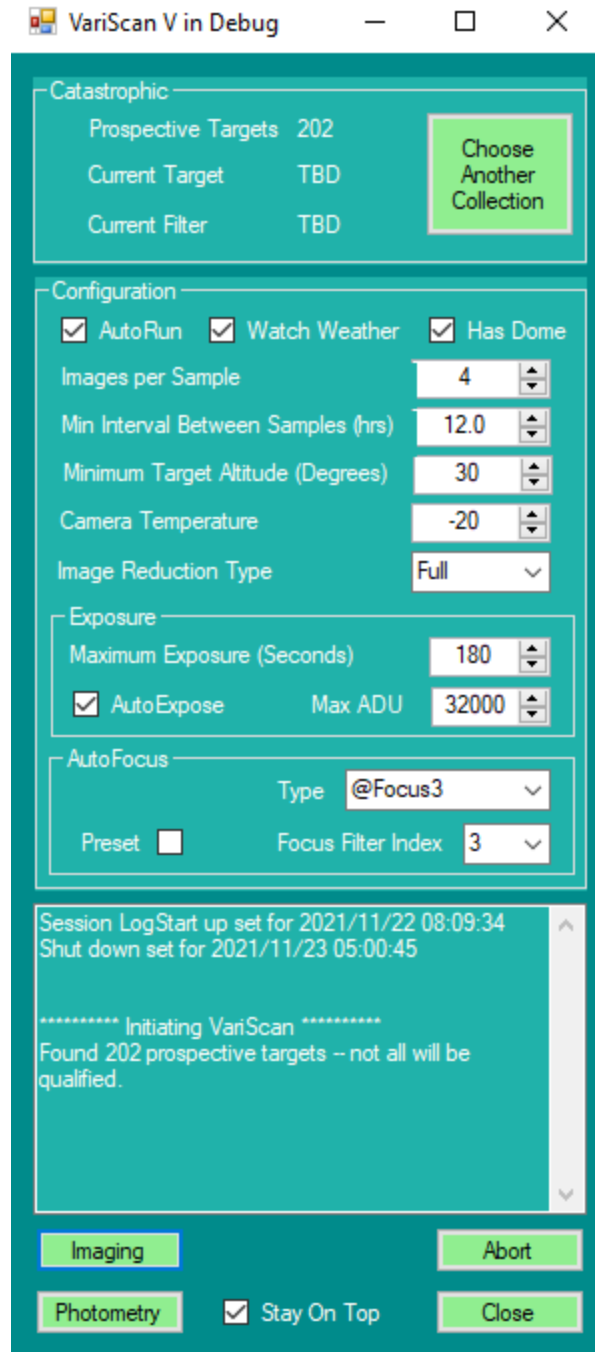 VariScan V in Debug
Catastrophic
Prospective Targets 202
Current Target TBD
Current Filter TBD
Choose
Another
Collection
Configuration
AutoRun Watch Weather Has Dome
Images per Sample 4
Min Interval Between Samples (hrs) 12.0
Minimum Target Altitude (Degrees) 30
Camera Temperature -20
Image Reduction Type Full
Exposure
Maximum Exposure (Seconds) 180
AutoExpose Max ADU 32000
AutoFocus
Type @Focus3
Preset Focus Filter Index 3
Session LogStart up set for 2021/11/22 08:09:34
Shut down set for 2021/11/23 05:00:45
********** Initiating VariScan **********
Found 202 prospective targets -- not all will be
qualified.
Imaging Abort
Photometry Stay On Top Close